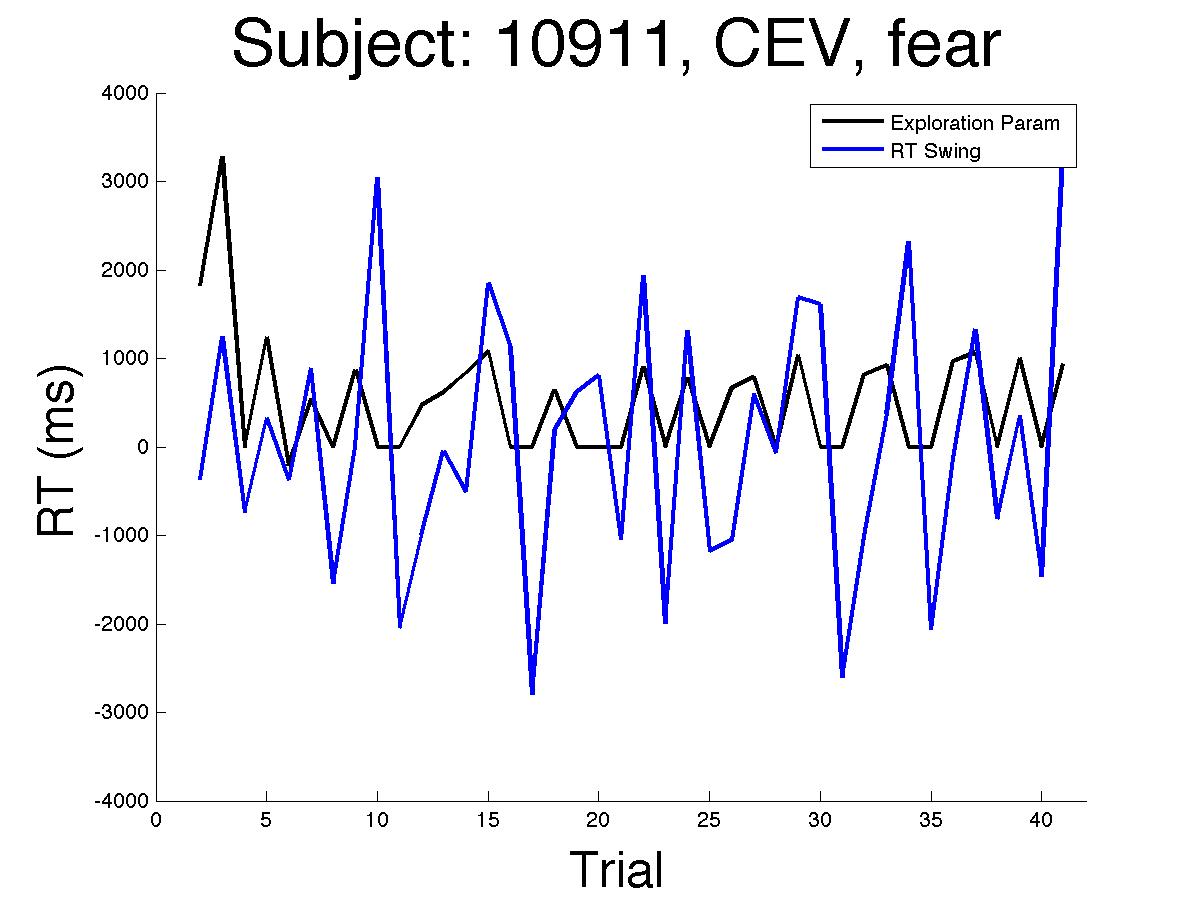 Subject: 10911, CEV, fear
4000
3000
2000
1000
0
-1000
-2000
-3000
-4000
RT (ms)
Exploration Param
RT Swing
0 5 10 15 20 25 30 35 40
Trial